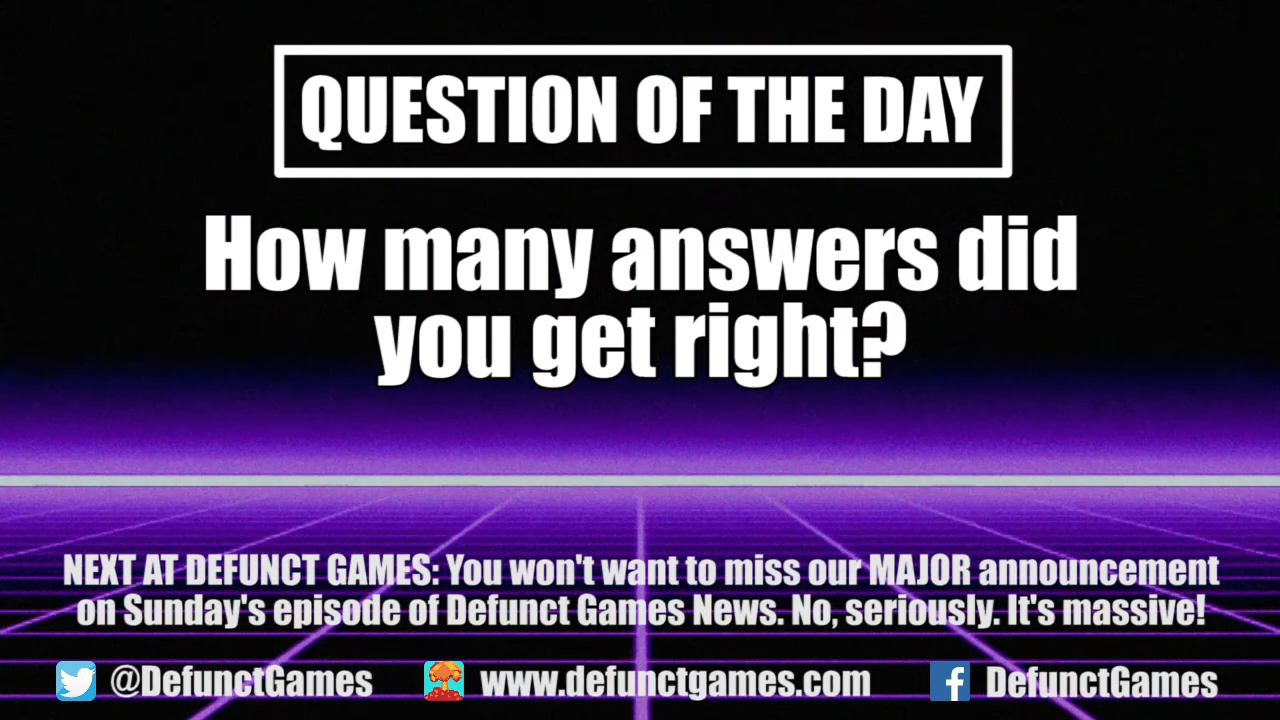 QUESTION OF THE DAY
How many answers did
you get right?
NEXT AT DEFUNCT GAMES: You won't want to miss our MAJOR announcement
on Sunday's episode of Defunct Games News. No, seriously. It's massive!
@DefunctGames www.defunctgames.com DefunctGames